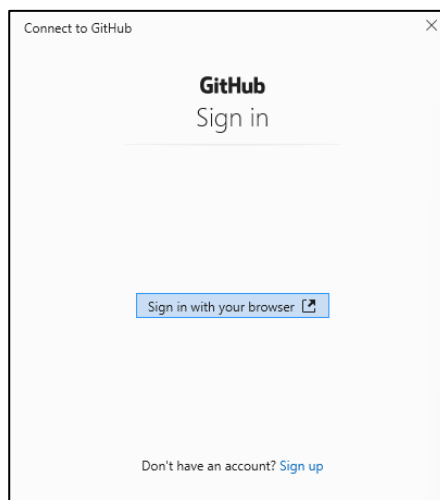 Connect to GitHub
GitHub
Sign in
Sign in with your browser
Don't have an account? Sign up